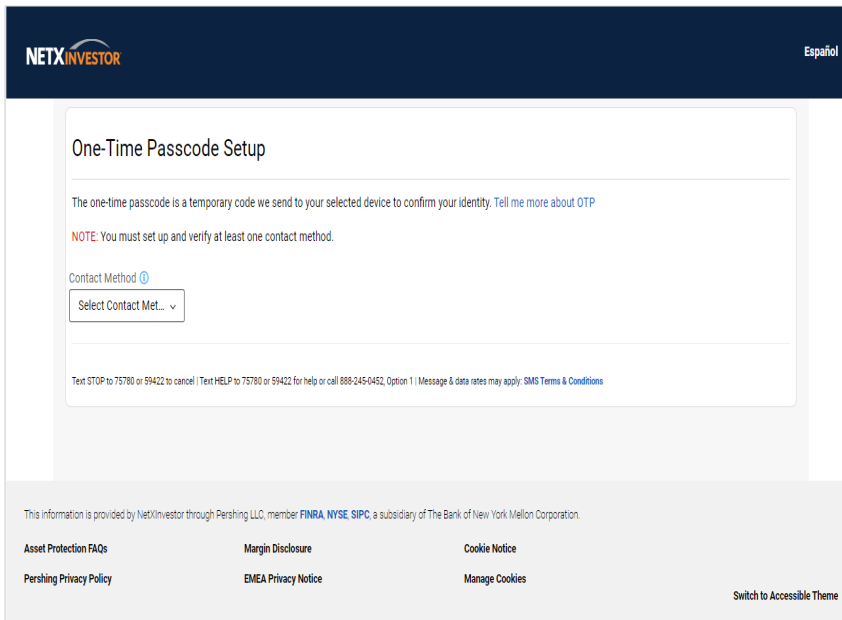 NETXINVESTOR
Español
One-Time Passcode Setup
The one-time passcode is a temporary code we send to your selected device to confirm your identity. Tell me more about OTP
NOTE: You must set up and verify at least one contact method.
Contact Method
Select Contact Met...
Text STOP to 75780 or 59422 to cancel | Text HELP to 75780 or 59422 for help or call 888-245-0452, Option 1 | Message & data rates may apply: SMS Terms & Conditions
This information is provided by NetXInvestor through Pershing LLC, member FINRA, NYSE, SIPC, a subsidiary of The Bank of New York Mellon Corporation.
Asset Protection FAQs Margin Disclosure Cookie Notice
Pershing Privacy Policy EMEA Privacy Notice Manage Cookies
Switch to Accessible Theme